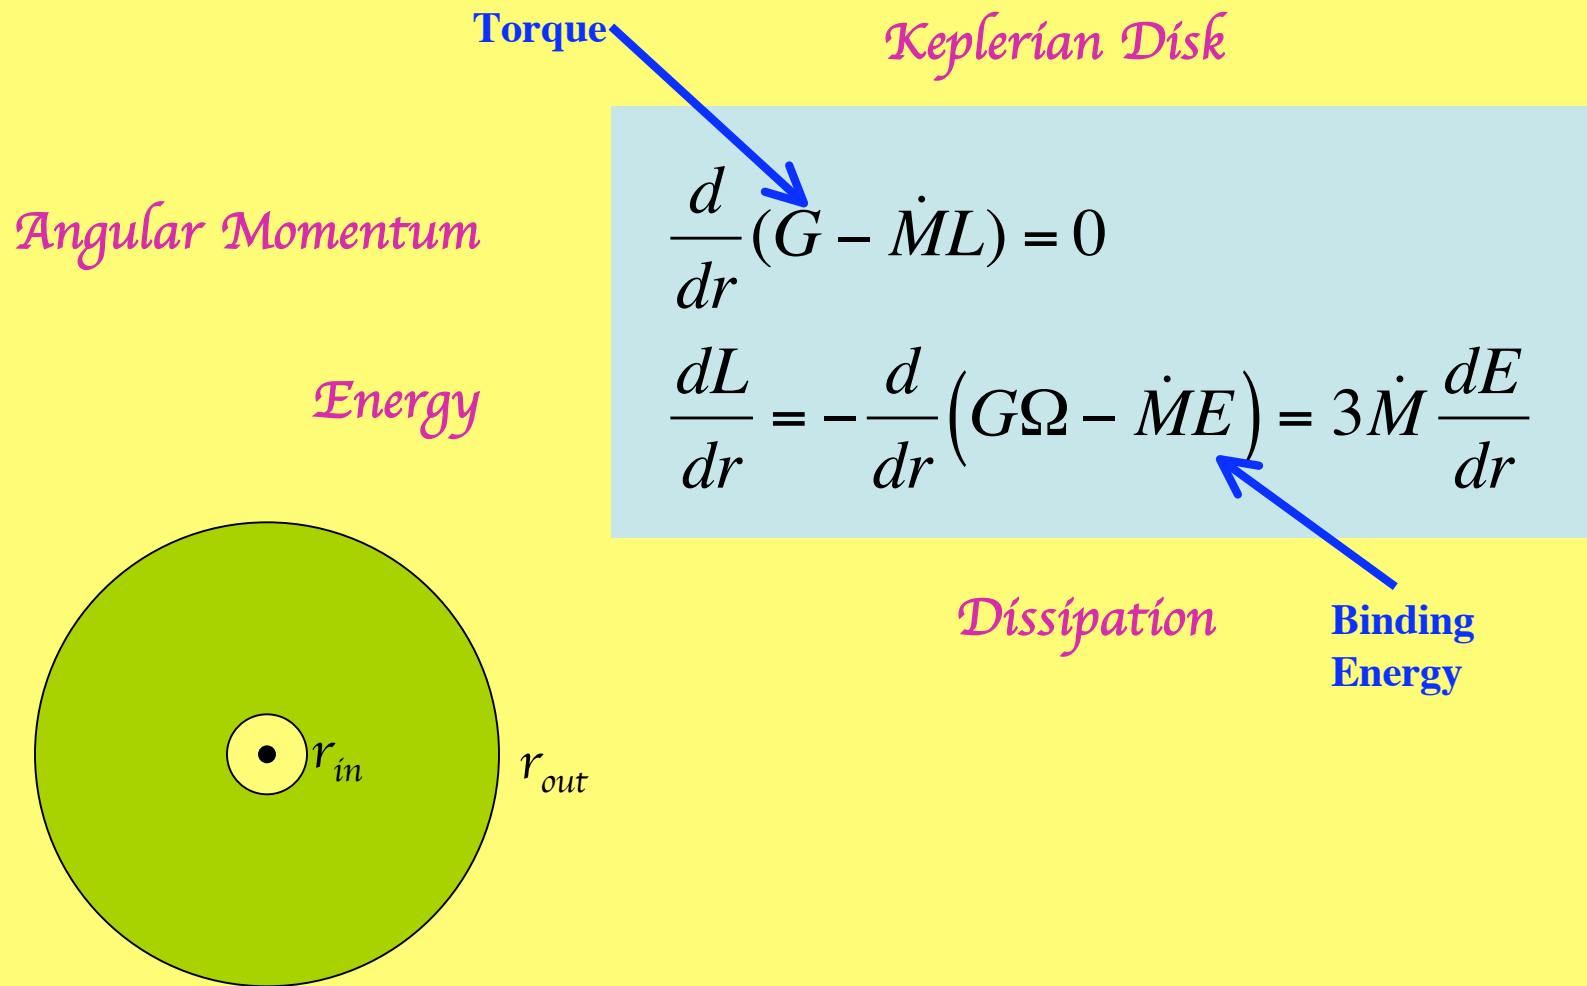 Torque
Keplerian Disk
Angular Momentum
d/dr (G − ṀL) = 0
Energy
dL/dr = − d/dr (GΩ − ṀE) = 3Ṁ dE/dr
Dissipation
Binding
Energy
r_in
r_out